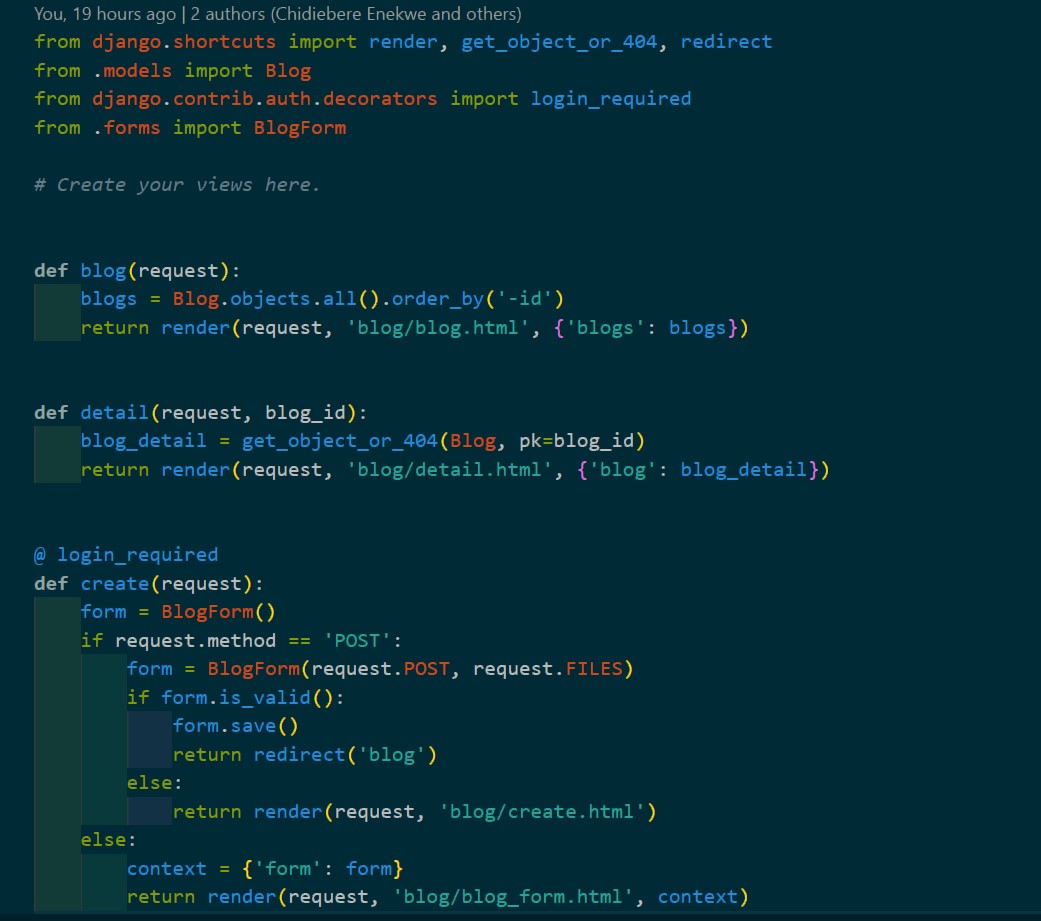 You, 19 hours ago | 2 authors (Chidiebere Enekwe and others)
from django.shortcuts import render, get_object_or_404, redirect
from .models import Blog
from django.contrib.auth.decorators import login_required
from .forms import BlogForm
# Create your views here.
def blog(request):
    blogs = Blog.objects.all().order_by('-id')
    return render(request, 'blog/blog.html', {'blogs': blogs})
def detail(request, blog_id):
    blog_detail = get_object_or_404(Blog, pk=blog_id)
    return render(request, 'blog/detail.html', {'blog': blog_detail})
@ login_required
def create(request):
    form = BlogForm()
    if request.method == 'POST':
        form = BlogForm(request.POST, request.FILES)
        if form.is_valid():
            form.save()
            return redirect('blog')
        else:
            return render(request, 'blog/create.html')
    else:
        context = {'form': form}
        return render(request, 'blog/blog_form.html', context)